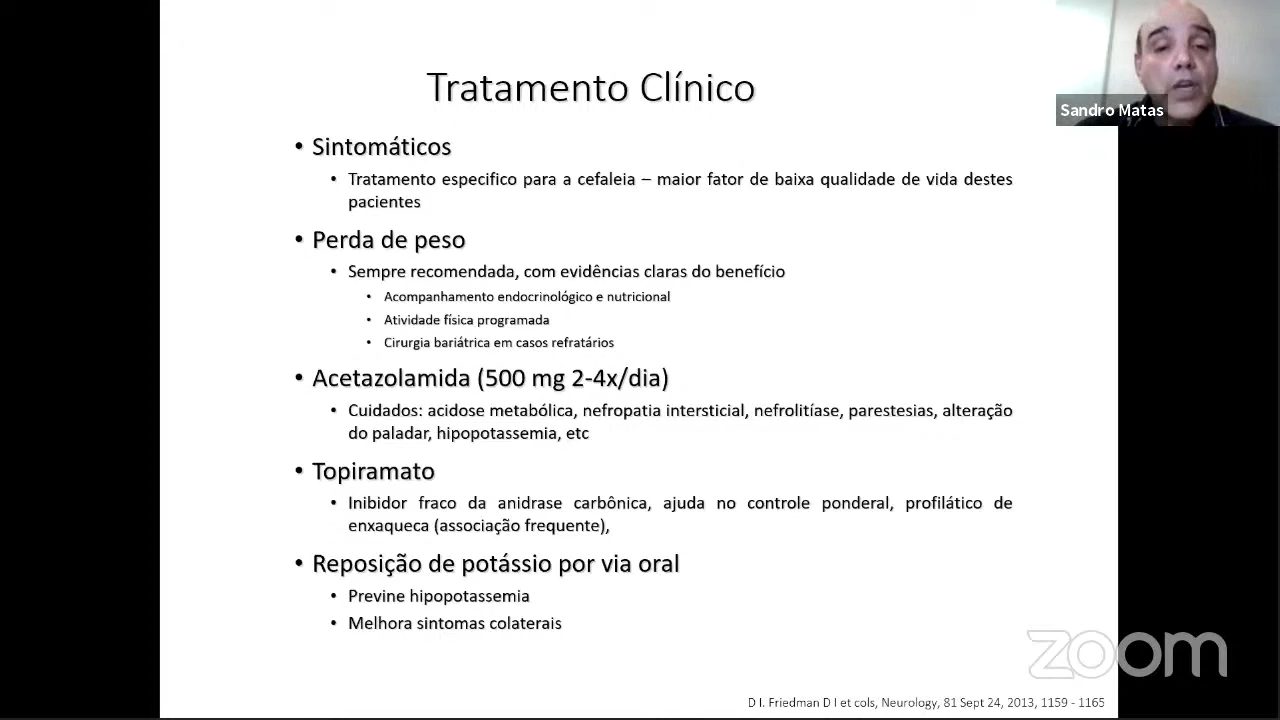 Tratamento Clínico
Sandro Matas
• Sintomáticos
• Tratamento especifico para a cefaleia – maior fator de baixa qualidade de vida destes
pacientes
• Perda de peso
• Sempre recomendada, com evidências claras do benefício
• Acompanhamento endocrinológico e nutricional
• Atividade física programada
• Cirurgia bariátrica em casos refratários
• Acetazolamida (500 mg 2-4x/dia)
• Cuidados: acidose metabólica, nefropatia intersticial, nefrolitíase, parestesias, alteração
do paladar, hipopotassemia, etc
• Topiramato
• Inibidor fraco da anidrase carbônica, ajuda no controle ponderal, profilático de
enxaqueca (associação frequente),
• Reposição de potássio por via oral
• Previne hipopotassemia
• Melhora sintomas colaterais
zoom
D I. Friedman D I et cols, Neurology, 81 Sept 24, 2013, 1159 - 1165